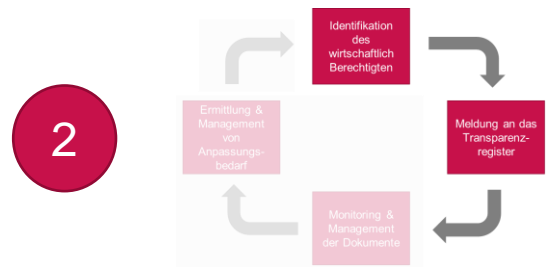 2
Identifikation
des
wirtschaftlich
Berechtigten
Ermittlung &
Management
von
Anpassungs-
bedarf
Meldung an das
Transparenz-
register
Monitoring &
Management
der Dokumente